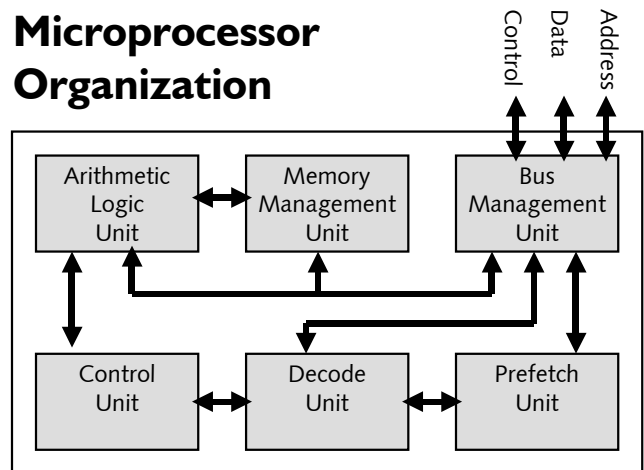 Microprocessor
Organization
Control
Data
Address
Arithmetic
Logic
Unit
Memory
Management
Unit
Bus
Management
Unit
Control
Unit
Decode
Unit
Prefetch
Unit